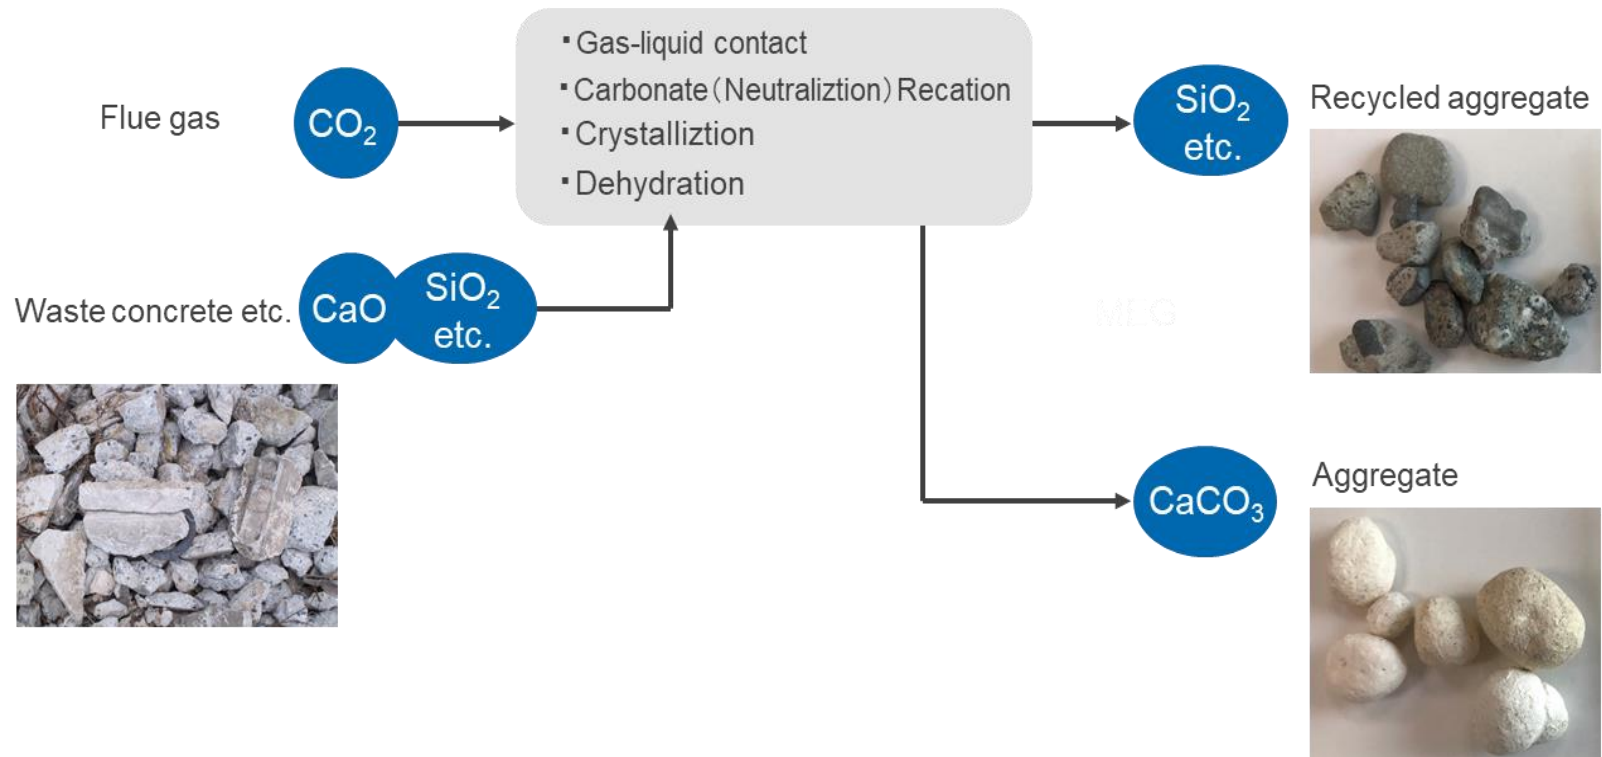 ・Gas-liquid contact
・Carbonate（Neutraliztion）Recation
・Crystalliztion
・Dehydration
Flue gas
CO₂
SiO₂
etc.
Recycled aggregate
Waste concrete etc.
CaO
SiO₂
etc.
Aggregate
CaCO₃